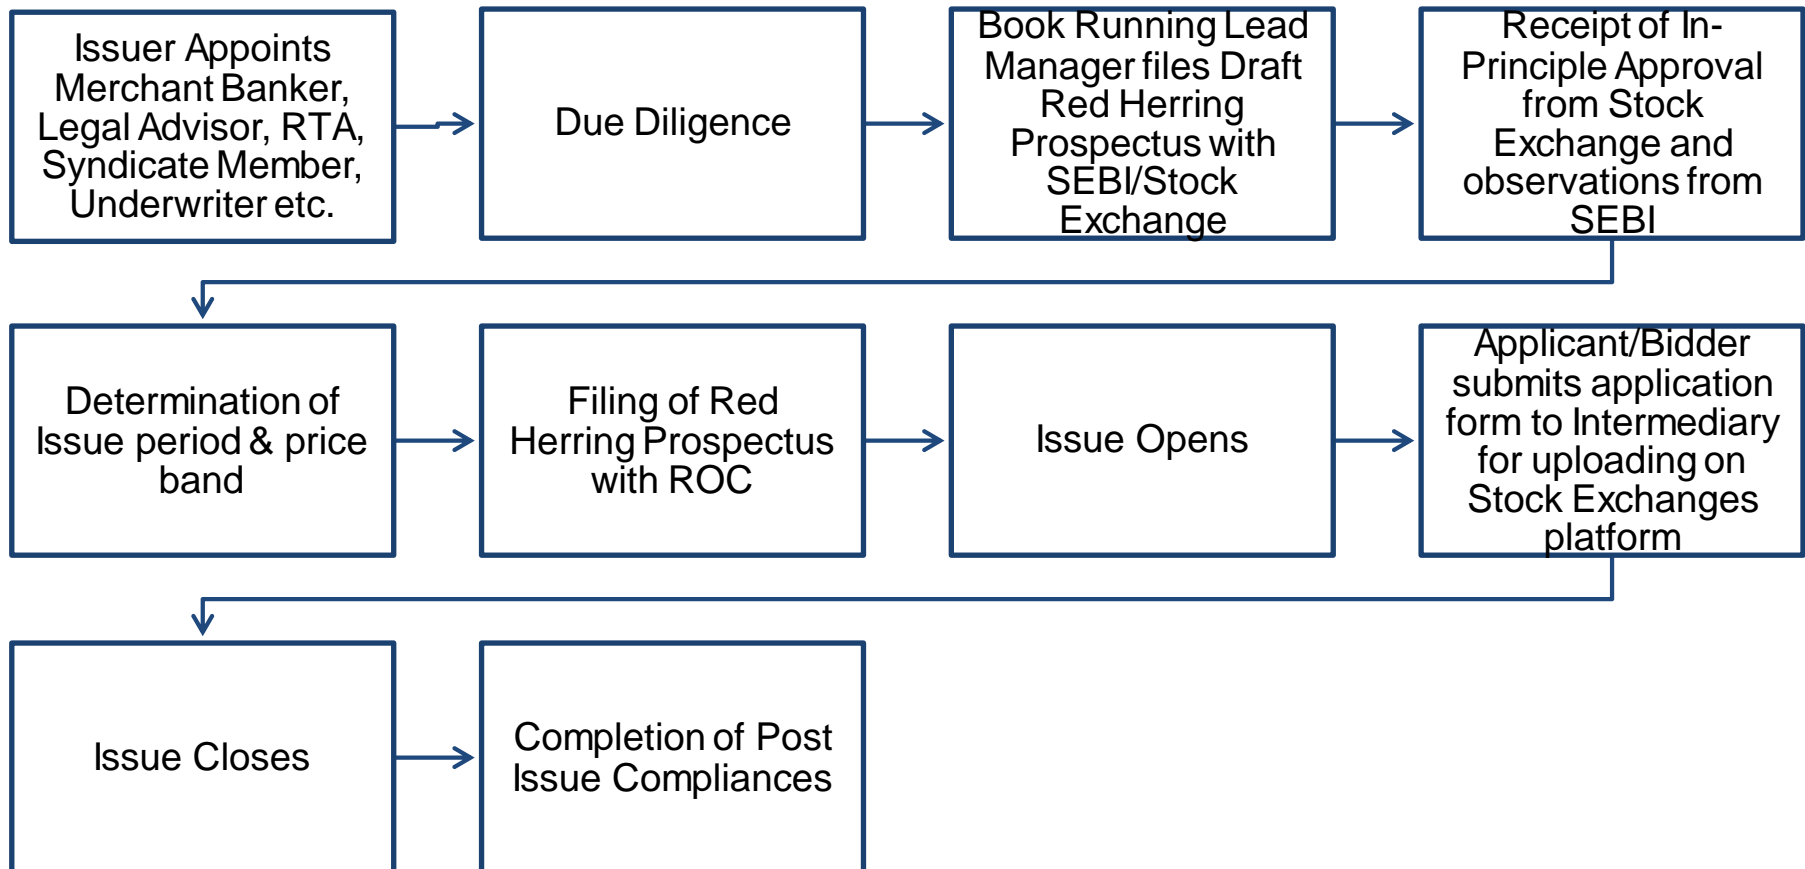 Issuer Appoints
Merchant Banker,
Legal Advisor, RTA,
Syndicate Member,
Underwriter etc.
Due Diligence
Book Running Lead
Manager files Draft
Red Herring
Prospectus with
SEBI/Stock
Exchange
Receipt of In-
Principle Approval
from Stock
Exchange and
observations from
SEBI
Determination of
Issue period & price
band
Filing of Red
Herring Prospectus
with ROC
Issue Opens
Applicant/Bidder
submits application
form to Intermediary
for uploading on
Stock Exchanges
platform
Issue Closes
Completion of Post
Issue Compliances